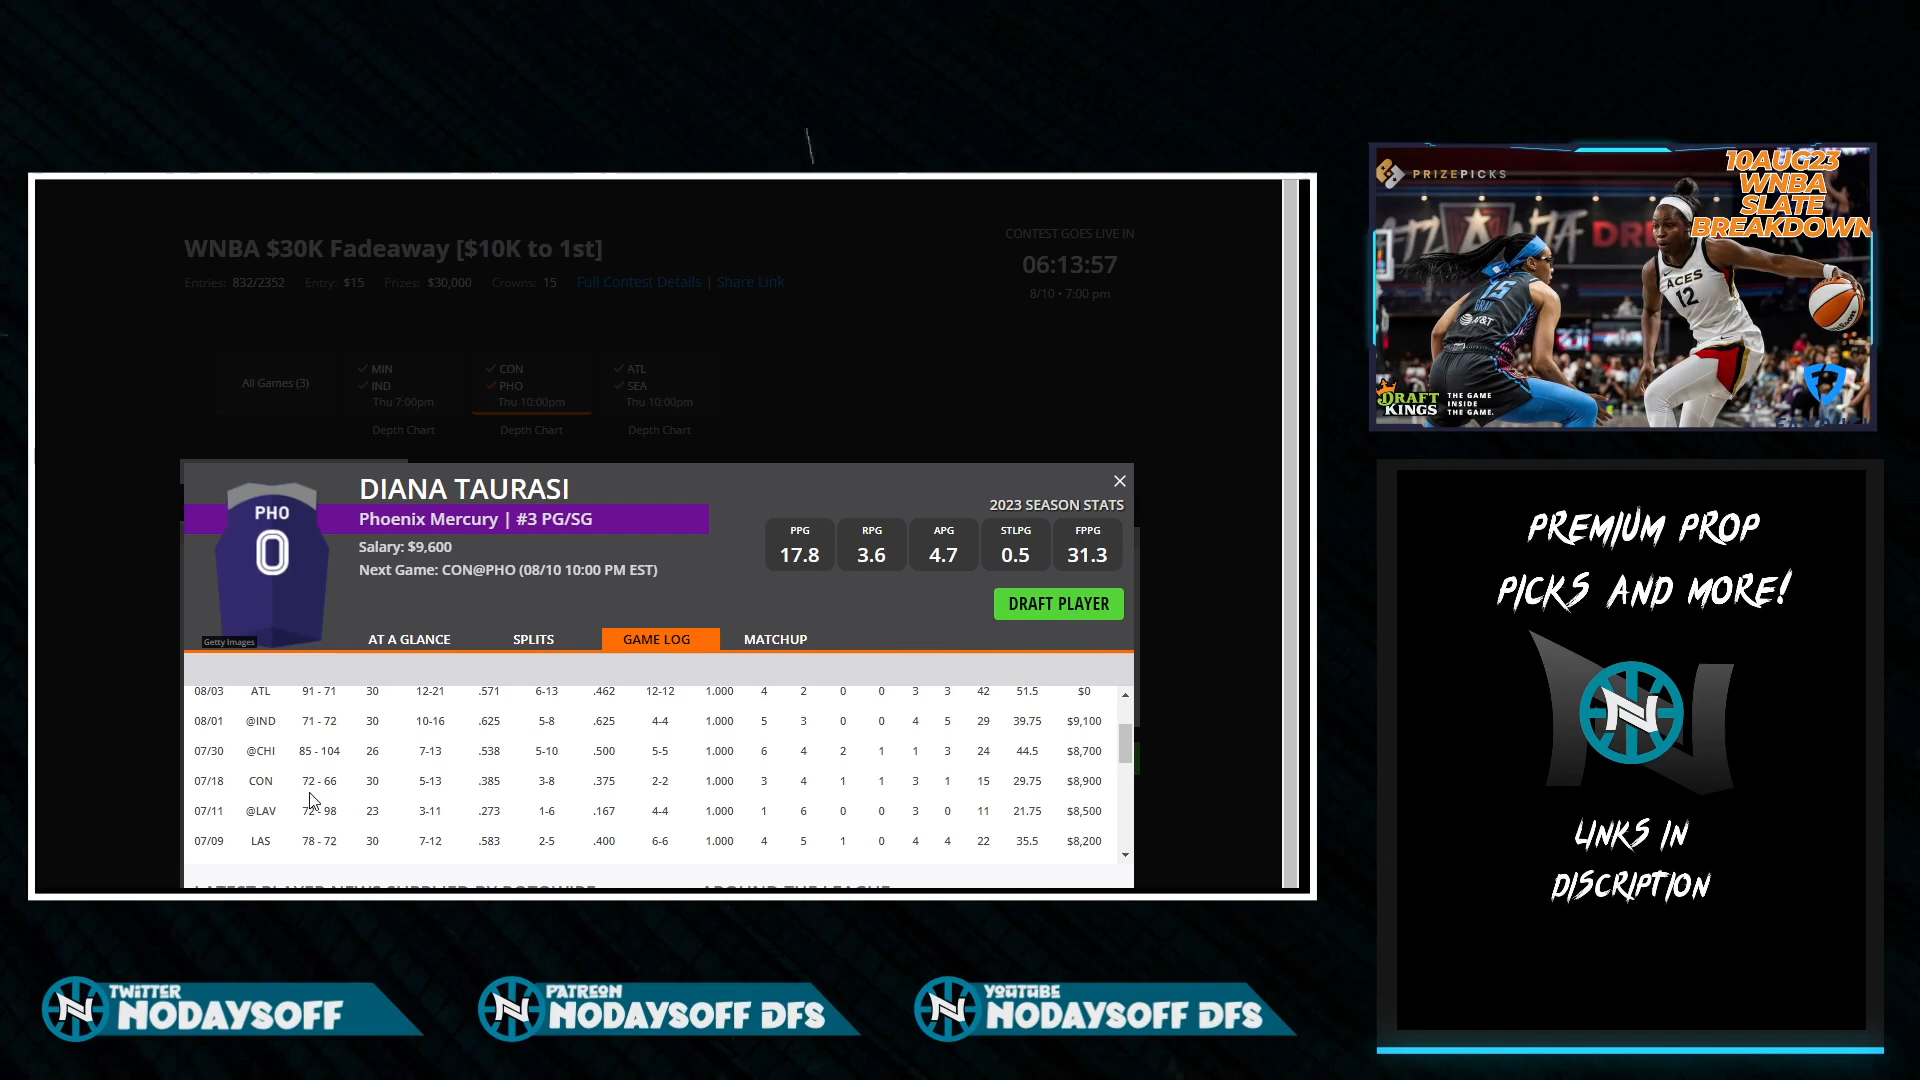 WNBA $30K Fadeaway [$10K to 1st]
Entries: 832/2352 Entry: $15 Prizes: $30,000 Crowns: 15 Full Contest Details | Share Link
CONTEST GOES LIVE IN
06:13:57
8/10 • 7:00 pm
All Games (3)
MIN
IND
Thu 7:00pm
Depth Chart
CON
PHO
Thu 10:00pm
Depth Chart
ATL
SEA
Thu 10:00pm
Depth Chart
PHO
0
Getty Images
DIANA TAURASI
Phoenix Mercury | #3 PG/SG
Salary: $9,600
Next Game: CON@PHO (08/10 10:00 PM EST)
2023 SEASON STATS
PPG RPG APG STLPG FPPG
17.8 3.6 4.7 0.5 31.3
DRAFT PLAYER
AT A GLANCE SPLITS GAME LOG MATCHUP
08/03 ATL 91 - 71 30 12-21 .571 6-13 .462 12-12 1.000 4 2 0 0 3 3 42 51.5 $0
08/01 @IND 71 - 72 30 10-16 .625 5-8 .625 4-4 1.000 5 3 0 0 4 5 29 39.75 $9,100
07/30 @CHI 85 - 104 26 7-13 .538 5-10 .500 5-5 1.000 6 4 2 1 1 3 24 44.5 $8,700
07/18 CON 72 - 66 30 5-13 .385 3-8 .375 2-2 1.000 3 4 1 1 3 1 15 29.75 $8,900
07/11 @LAV 72 - 98 23 3-11 .273 1-6 .167 4-4 1.000 1 6 0 0 3 0 11 21.75 $8,500
07/09 LAS 78 - 72 30 7-12 .583 2-5 .400 6-6 1.000 4 5 1 0 4 4 22 35.5 $8,200
LATEST PLAYER NEWS SUPPLIED BY ROTOWIRE AROUND THE LEAGUE
PRIZEPICKS
10AUG23
WNBA
SLATE
BREAKDOWN
15
GRAY
AT&T
ACES
12
DRAFT
KINGS
THE GAME
INSIDE
THE GAME.
PREMIUM PROP
PICKS AND MORE!
LINKS IN
DISCRIPTION
TWITTER
NODAYSOFF
PATREON
NODAYSOFF DFS
YOUTUBE
NODAYSOFF DFS